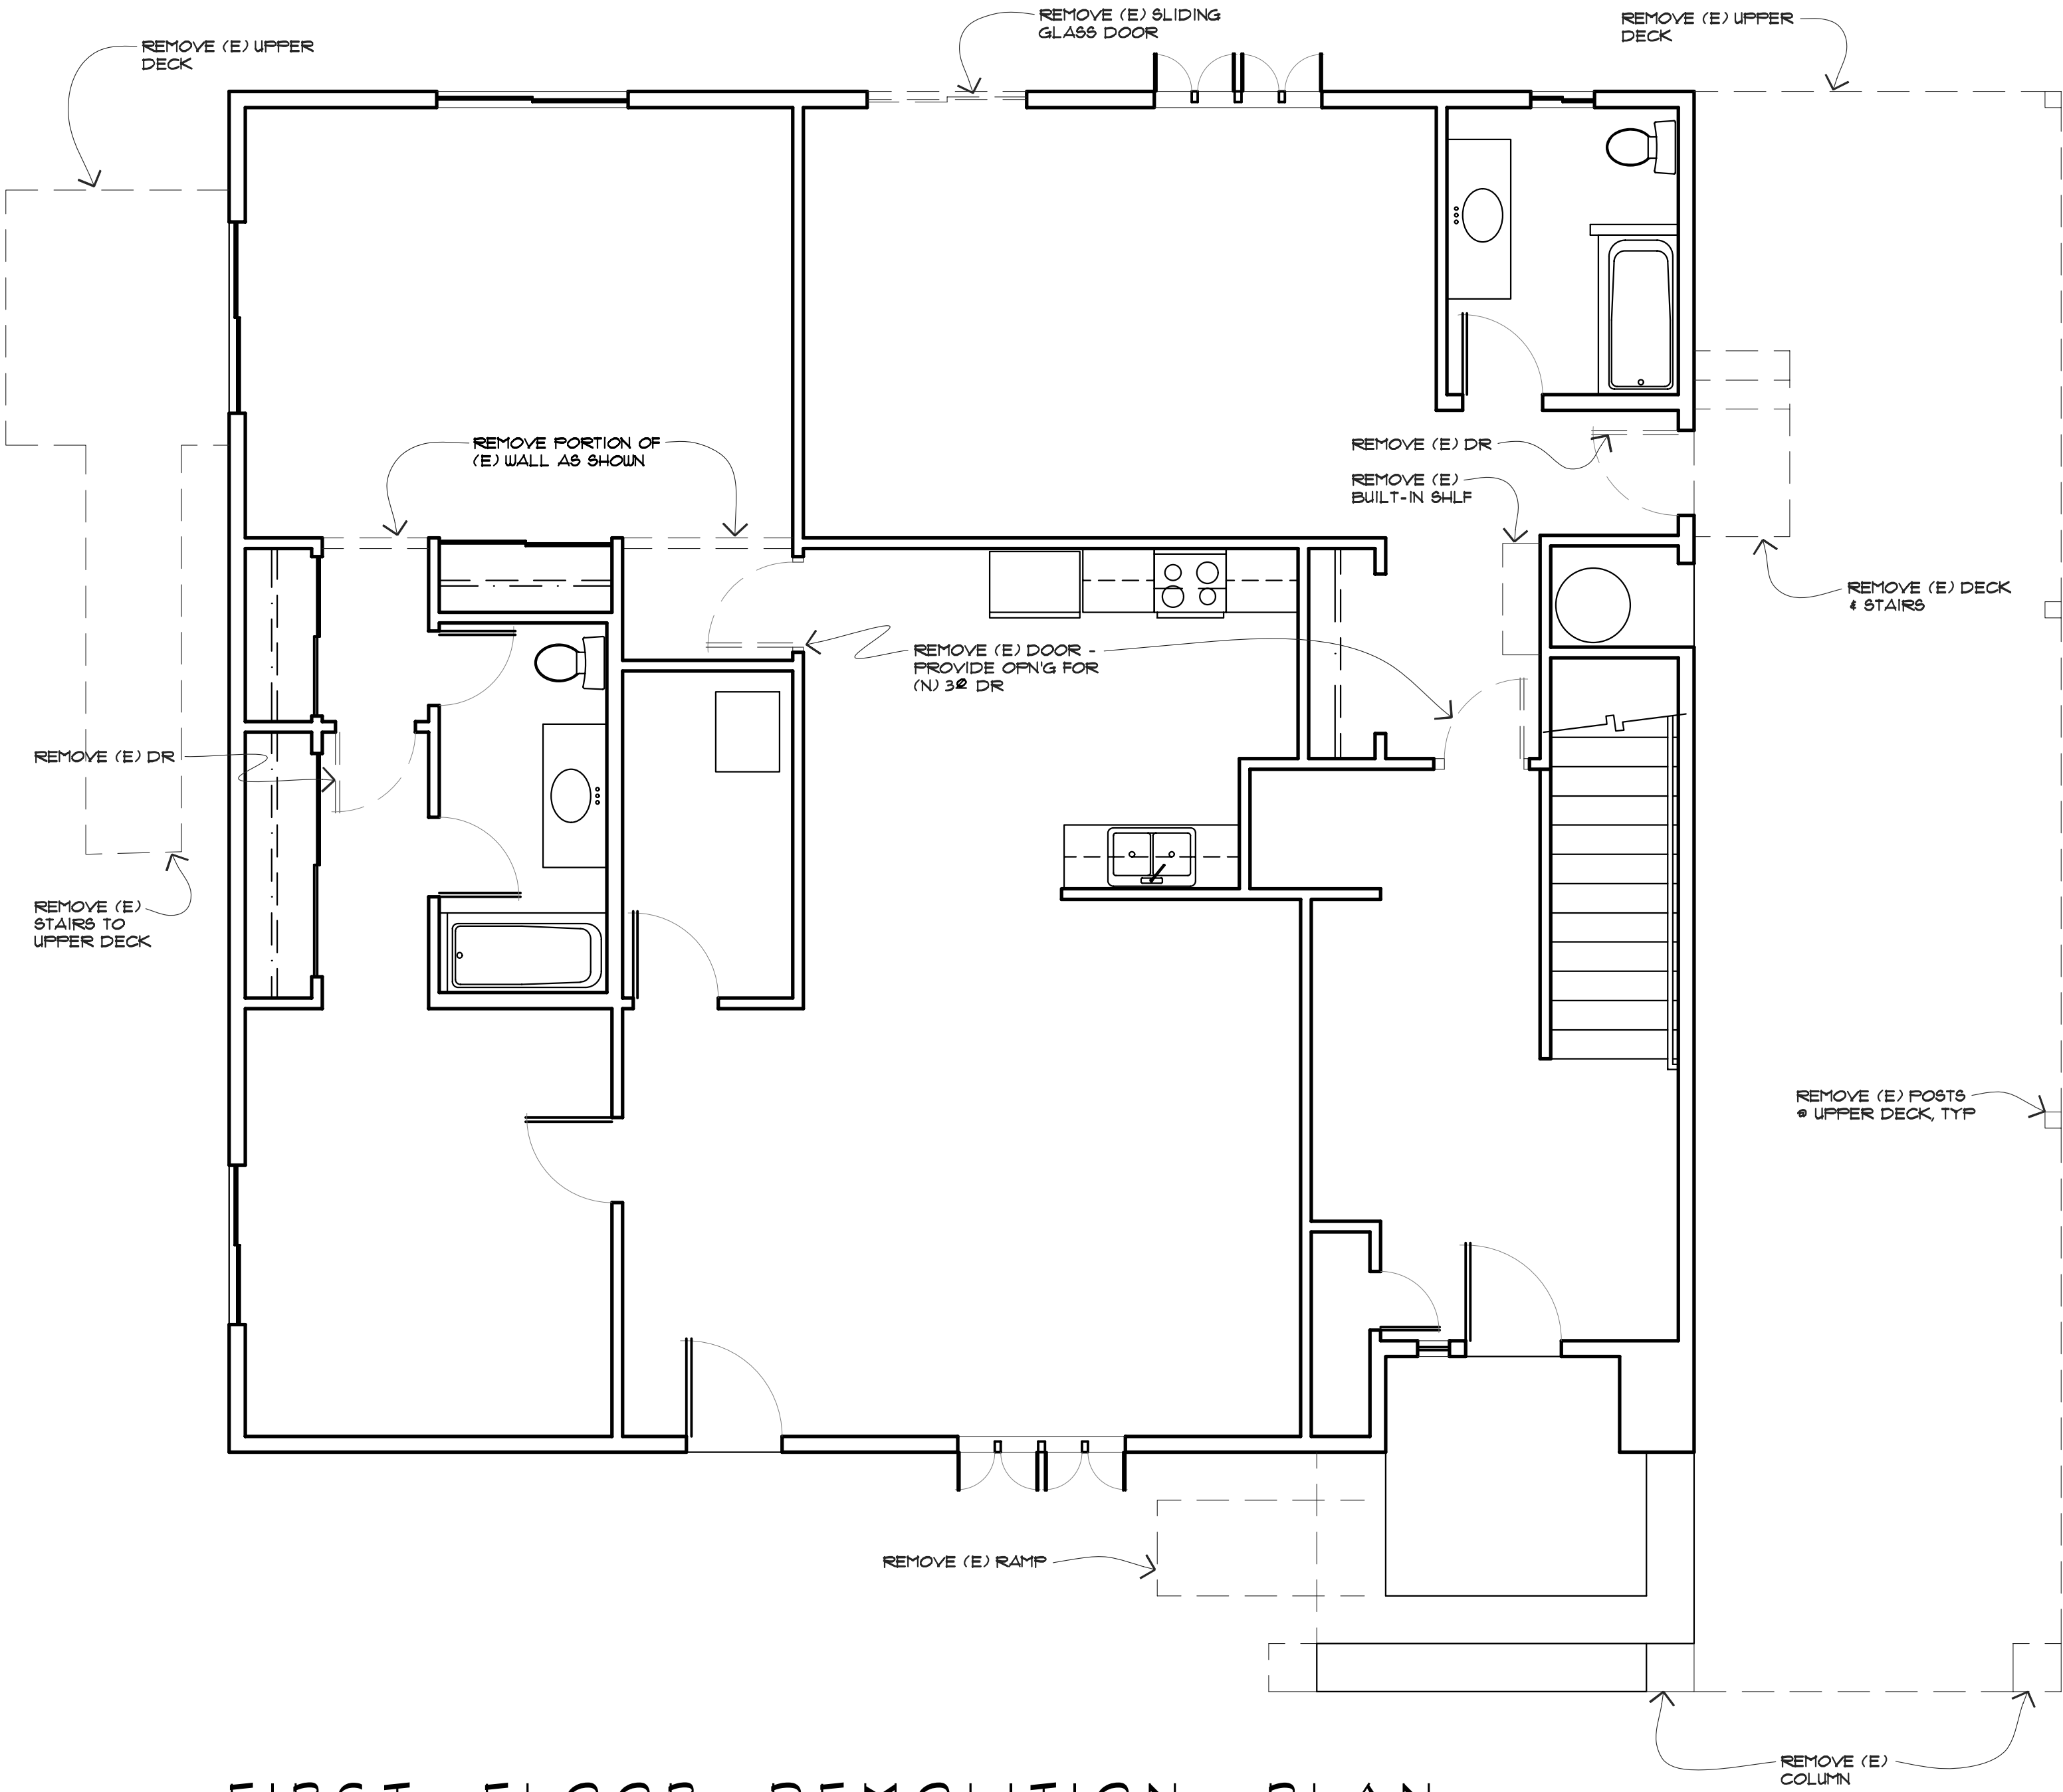 REMOVE (E) SLIDING
GLASS DOOR
REMOVE (E) UPPER
DECK
REMOVE (E) UPPER
DECK
REMOVE PORTION OF
(E) WALL AS SHOWN
REMOVE (E) DR
REMOVE (E)
BUILT-IN SHLF
REMOVE (E) DECK
& STAIRS
REMOVE (E) DOOR -
PROVIDE OPN'G FOR
(N) 3⁰ DR
REMOVE (E) DR
REMOVE (E)
STAIRS TO
UPPER DECK
REMOVE (E) POSTS
@ UPPER DECK, TYP
REMOVE (E) RAMP
REMOVE (E)
COLUMN